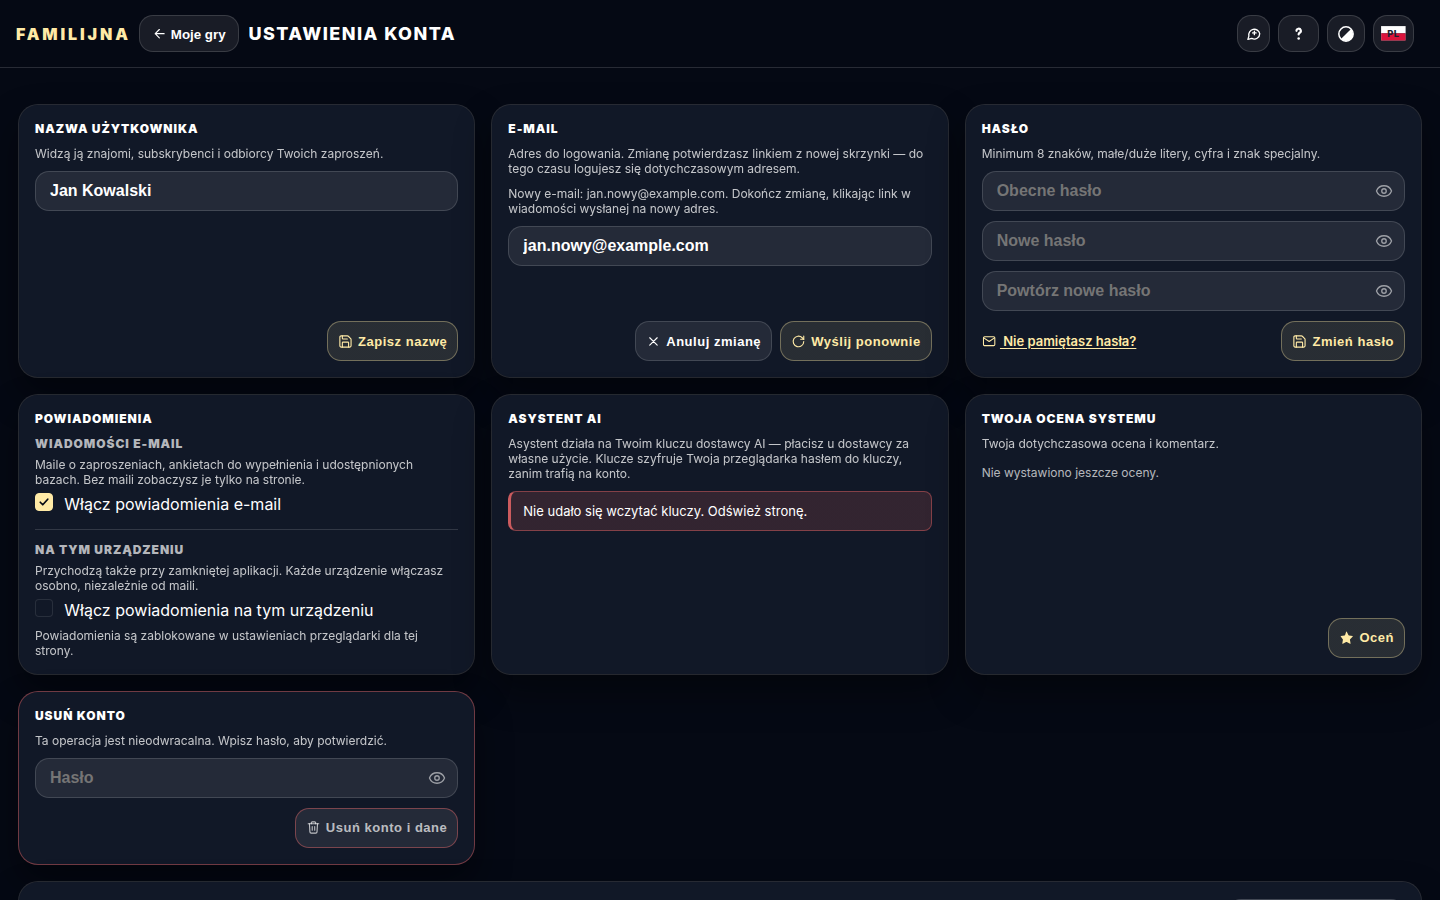 FAMILIJNA
Moje gry
USTAWIENIA KONTA
?
PL
NAZWA UŻYTKOWNIKA
Widzą ją znajomi, subskrybenci i odbiorcy Twoich zaproszeń.
Jan Kowalski
Zapisz nazwę
E-MAIL
Adres do logowania. Zmianę potwierdzasz linkiem z nowej skrzynki — do
tego czasu logujesz się dotychczasowym adresem.
Nowy e-mail: jan.nowy@example.com. Dokończ zmianę, klikając link w
wiadomości wysłanej na nowy adres.
jan.nowy@example.com
Anuluj zmianę
Wyślij ponownie
HASŁO
Minimum 8 znaków, małe/duże litery, cyfra i znak specjalny.
Obecne hasło
Nowe hasło
Powtórz nowe hasło
Nie pamiętasz hasła?
Zmień hasło
POWIADOMIENIA
WIADOMOŚCI E-MAIL
Maile o zaproszeniach, ankietach do wypełnienia i udostępnionych
bazach. Bez maili zobaczysz je tylko na stronie.
Włącz powiadomienia e-mail
NA TYM URZĄDZENIU
Przychodzą także przy zamkniętej aplikacji. Każde urządzenie włączasz
osobno, niezależnie od maili.
Włącz powiadomienia na tym urządzeniu
Powiadomienia są zablokowane w ustawieniach przeglądarki dla tej
strony.
ASYSTENT AI
Asystent działa na Twoim kluczu dostawcy AI — płacisz u dostawcy za
własne użycie. Klucze szyfruje Twoja przeglądarka hasłem do kluczy,
zanim trafią na konto.
Nie udało się wczytać kluczy. Odśwież stronę.
TWOJA OCENA SYSTEMU
Twoja dotychczasowa ocena i komentarz.
Nie wystawiono jeszcze oceny.
Oceń
USUŃ KONTO
Ta operacja jest nieodwracalna. Wpisz hasło, aby potwierdzić.
Hasło
Usuń konto i dane